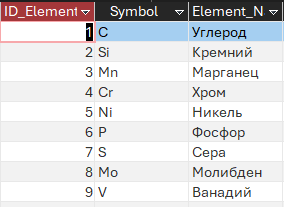 ID_Element Symbol Element_N
1 C Углерод
2 Si Кремний
3 Mn Марганец
4 Cr Хром
5 Ni Никель
6 P Фосфор
7 S Сера
8 Mo Молибден
9 V Ванадий